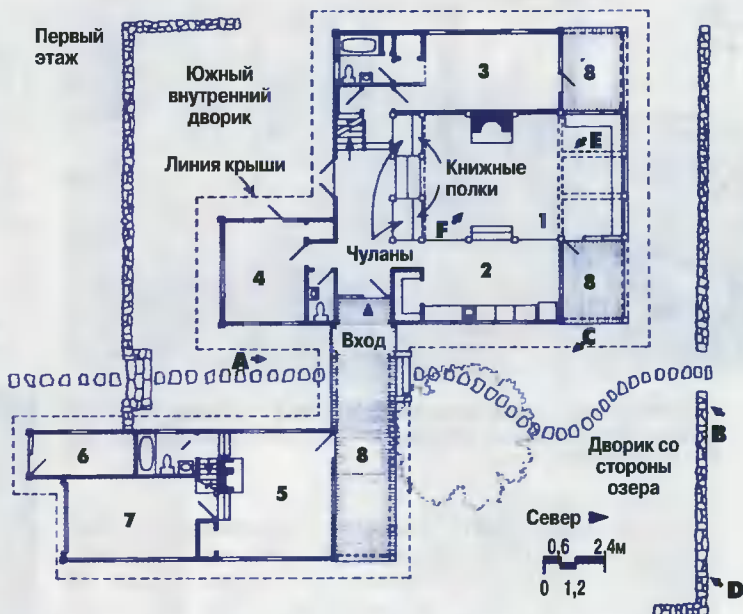 Первый
этаж
Южный
внутренний
дворик
Линия крыши
3
8
E
Книжные
полки
F
1
Чуланы
4
2
8
Вход
A
C
B
6
5
8
7
Дворик со
стороны
озера
Север
0,6 2,4м
0 1,2
D